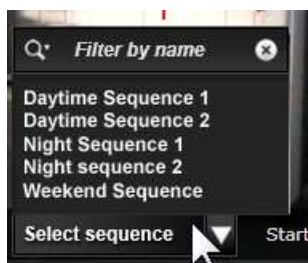 Filter by name
Daytime Sequence 1
Daytime Sequence 2
Night Sequence 1
Night sequence 2
Weekend Sequence
Select sequence
Start